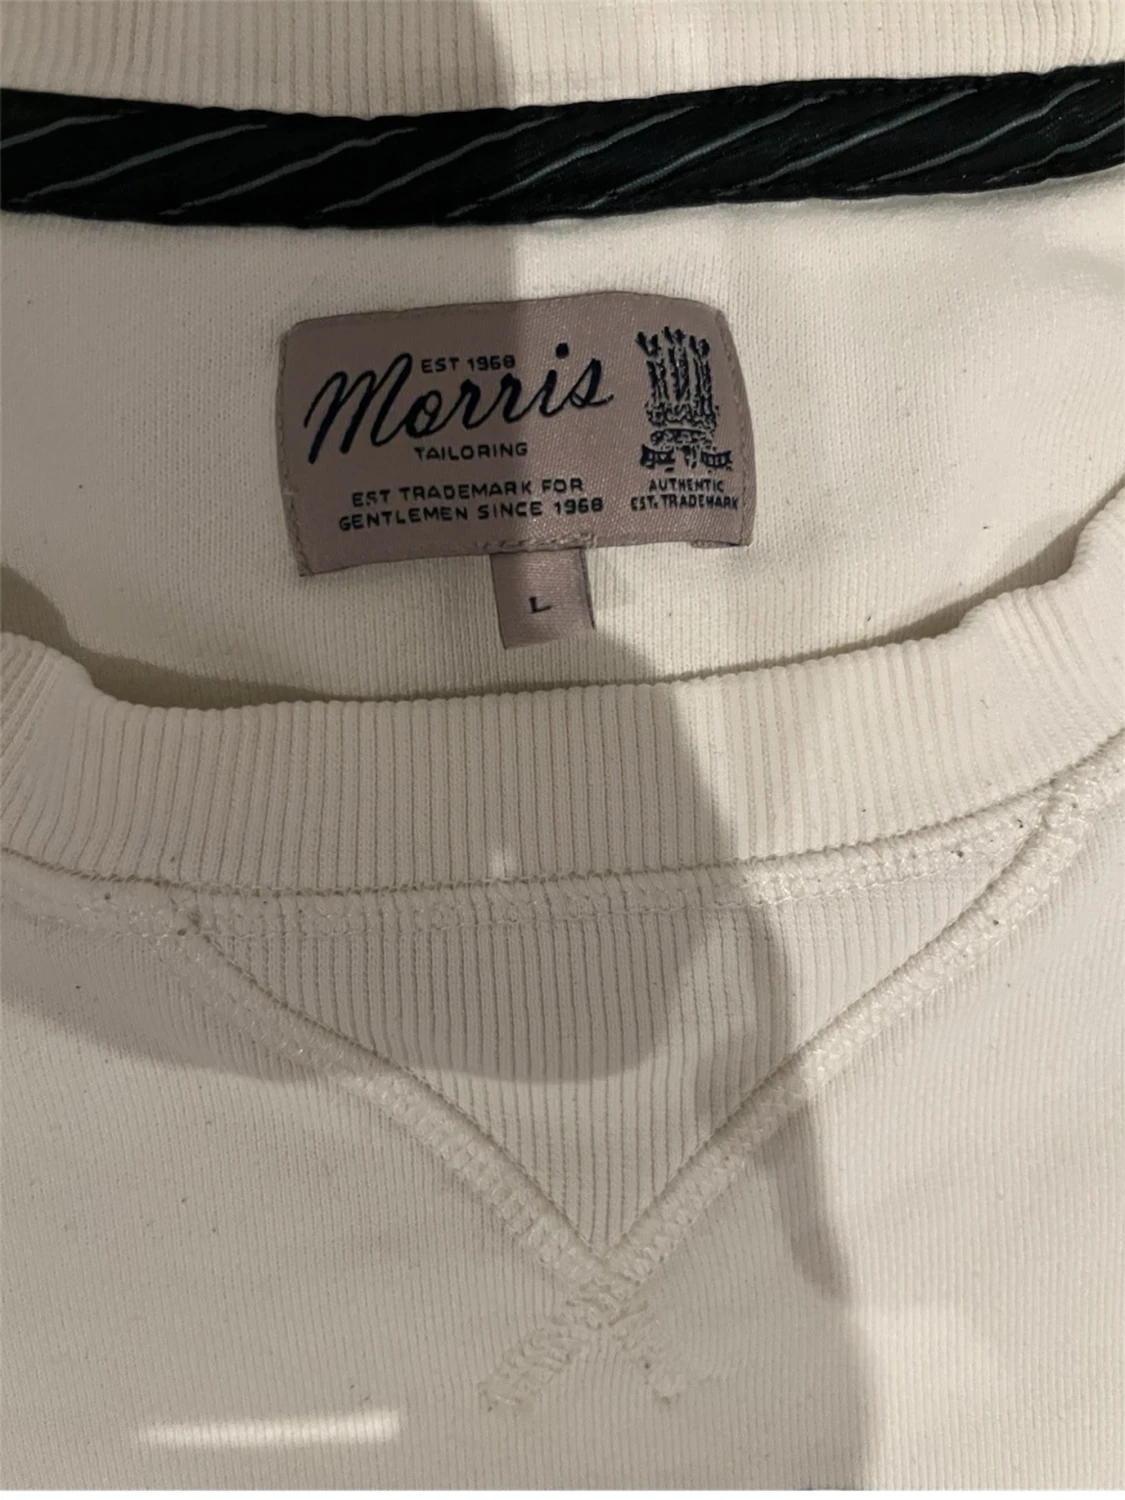 EST 1968
Morris
TAILORING
EST TRADEMARK FOR
GENTLEMEN SINCE 1968
AUTHENTIC
EST. TRADEMARK
L